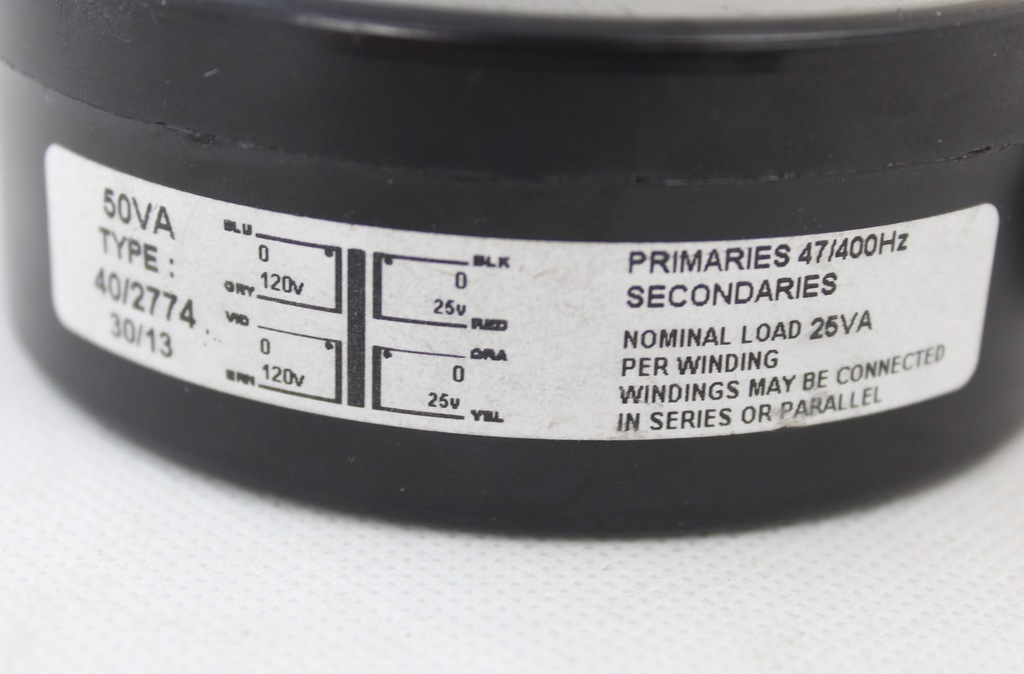 50VA
TYPE :
40/2774
30/13
BLU
0
120v
GRY
VIO
0
120v
BRN
BLK
0
25v
RED
ORA
0
25v
YEL
PRIMARIES 47/400Hz
SECONDARIES
NOMINAL LOAD 25VA
PER WINDING
WINDINGS MAY BE CONNECTED
IN SERIES OR PARALLEL